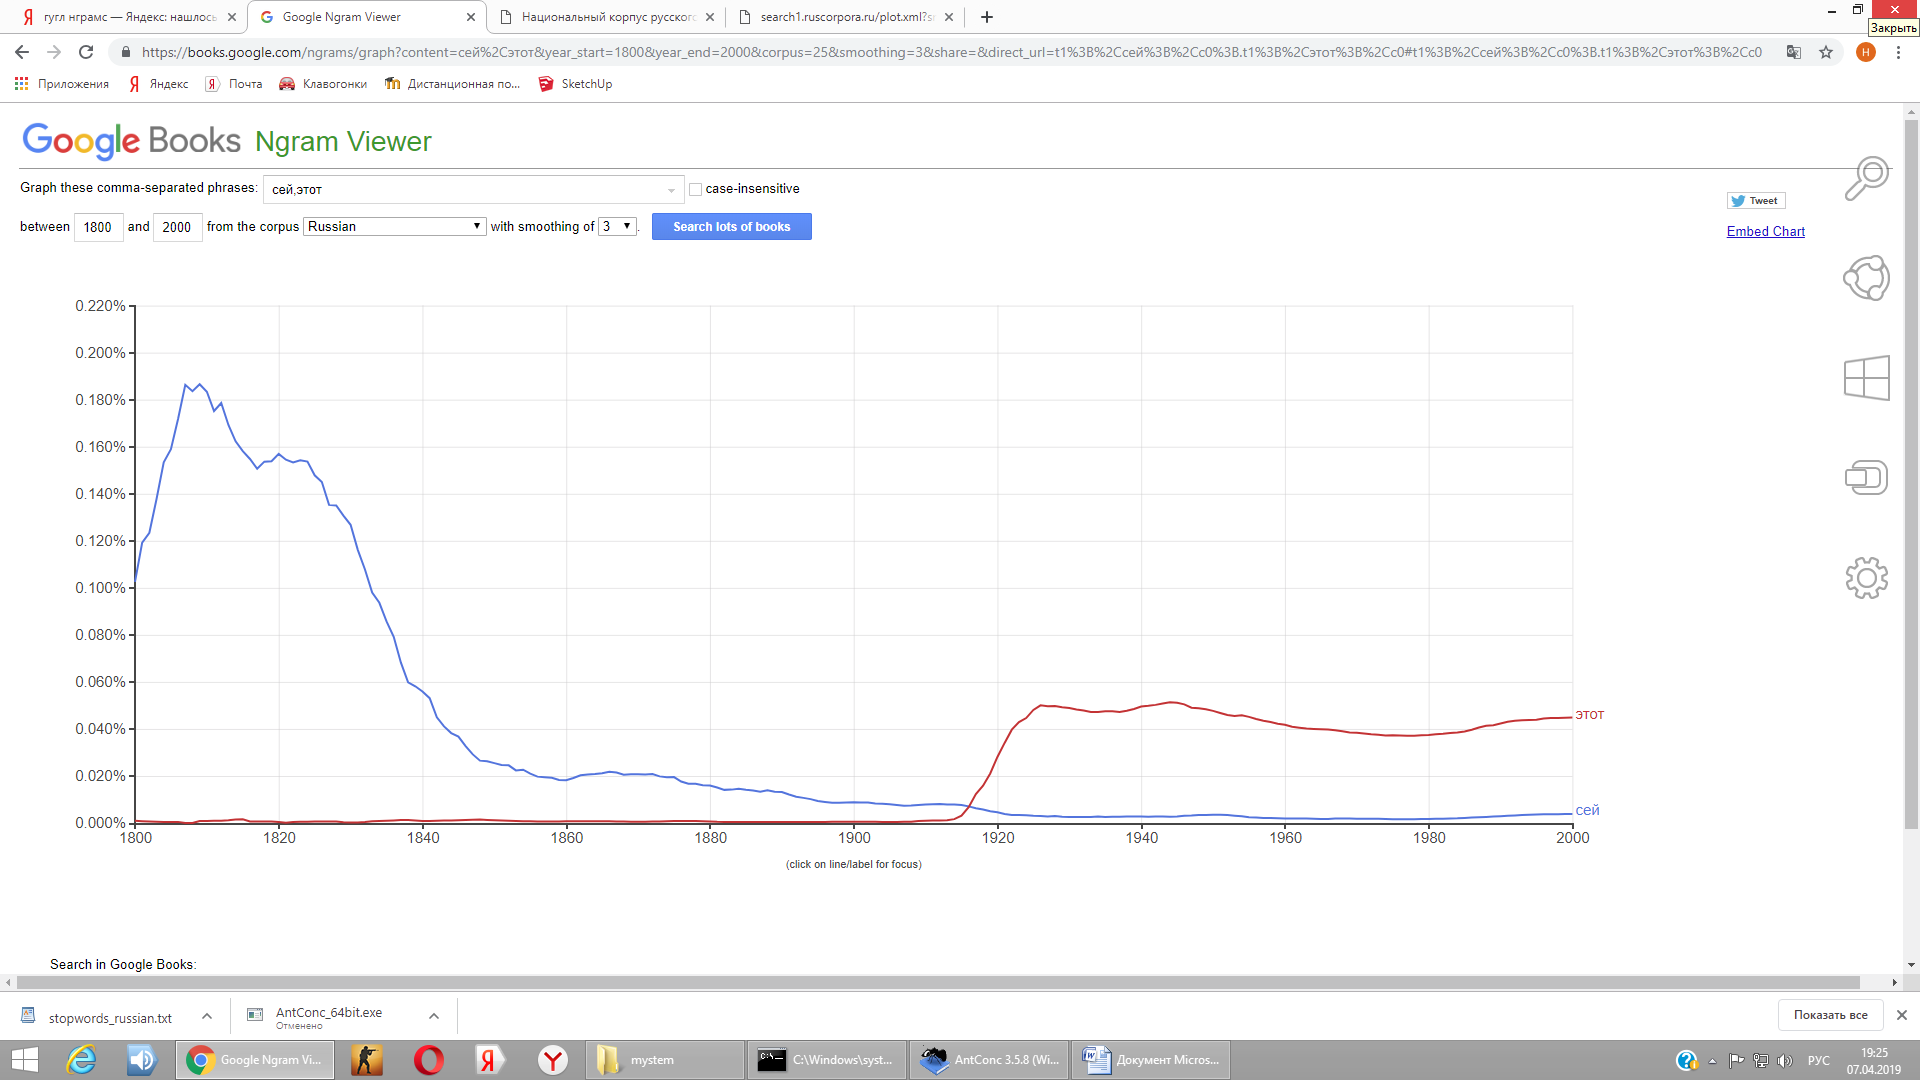 гугл нграмс — Яндекс: нашлось
Google Ngram Viewer
Национальный корпус русског
search1.ruscorpora.ru/plot.xml?s
Закрыть
https://books.google.com/ngrams/graph?content=сей%2Cэтот&year_start=1800&year_end=2000&corpus=25&smoothing=3&share=&direct_url=t1%3B%2Cсей%3B%2Cc0%3B.t1%3B%2Cэтот%3B%2Cc0#t1%3B%2Cсей%3B%2Cc0%3B.t1%3B%2Cэтот%3B%2Cc0
Н
Приложения
Яндекс
Почта
Клавогонки
Дистанционная по...
SketchUp
Google Books Ngram Viewer
Graph these comma-separated phrases: сей,этот case-insensitive
between 1800 and 2000 from the corpus Russian with smoothing of 3 . Search lots of books
Tweet
Embed Chart
0.220%
0.200%
0.180%
0.160%
0.140%
0.120%
0.100%
0.080%
0.060%
0.040%
0.020%
0.000%
этот
сей
1800 1820 1840 1860 1880 1900 1920 1940 1960 1980 2000
(click on line/label for focus)
Search in Google Books:
stopwords_russian.txt
AntConc_64bit.exe
Отменено
Показать все
Google Ngram Vi...
mystem
C:\Windows\syst...
AntConc 3.5.8 (Wi...
Документ Micros...
РУС
19:25
07.04.2019